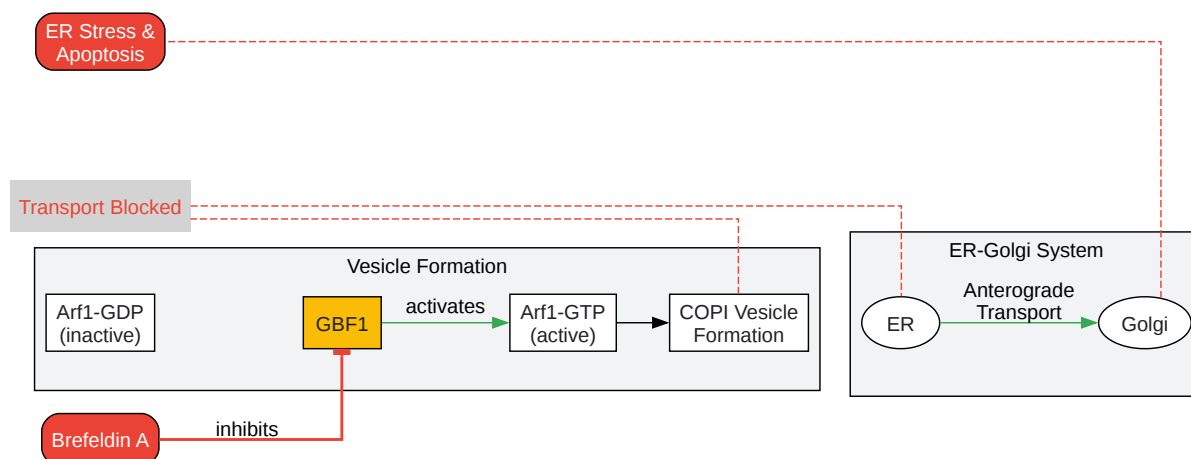 ER Stress &
Apoptosis
Transport Blocked
Vesicle Formation
Arf1-GDP
(inactive)
GBF1
activates
Arf1-GTP
(active)
COPI Vesicle
Formation
ER-Golgi System
ER
Anterograde
Transport
Golgi
Brefeldin A
inhibits